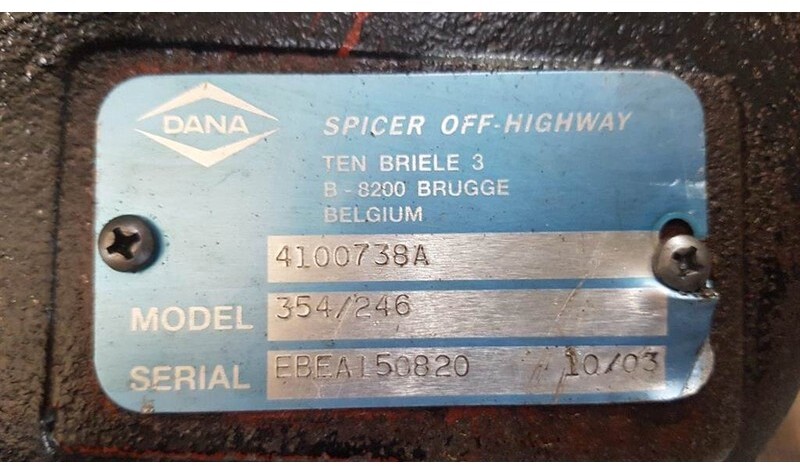 DANA
SPICER OFF-HIGHWAY
TEN BRIELE 3
B - 8200 BRUGGE
BELGIUM
4100738A
MODEL 354/246
SERIAL EBEA150820 10/03